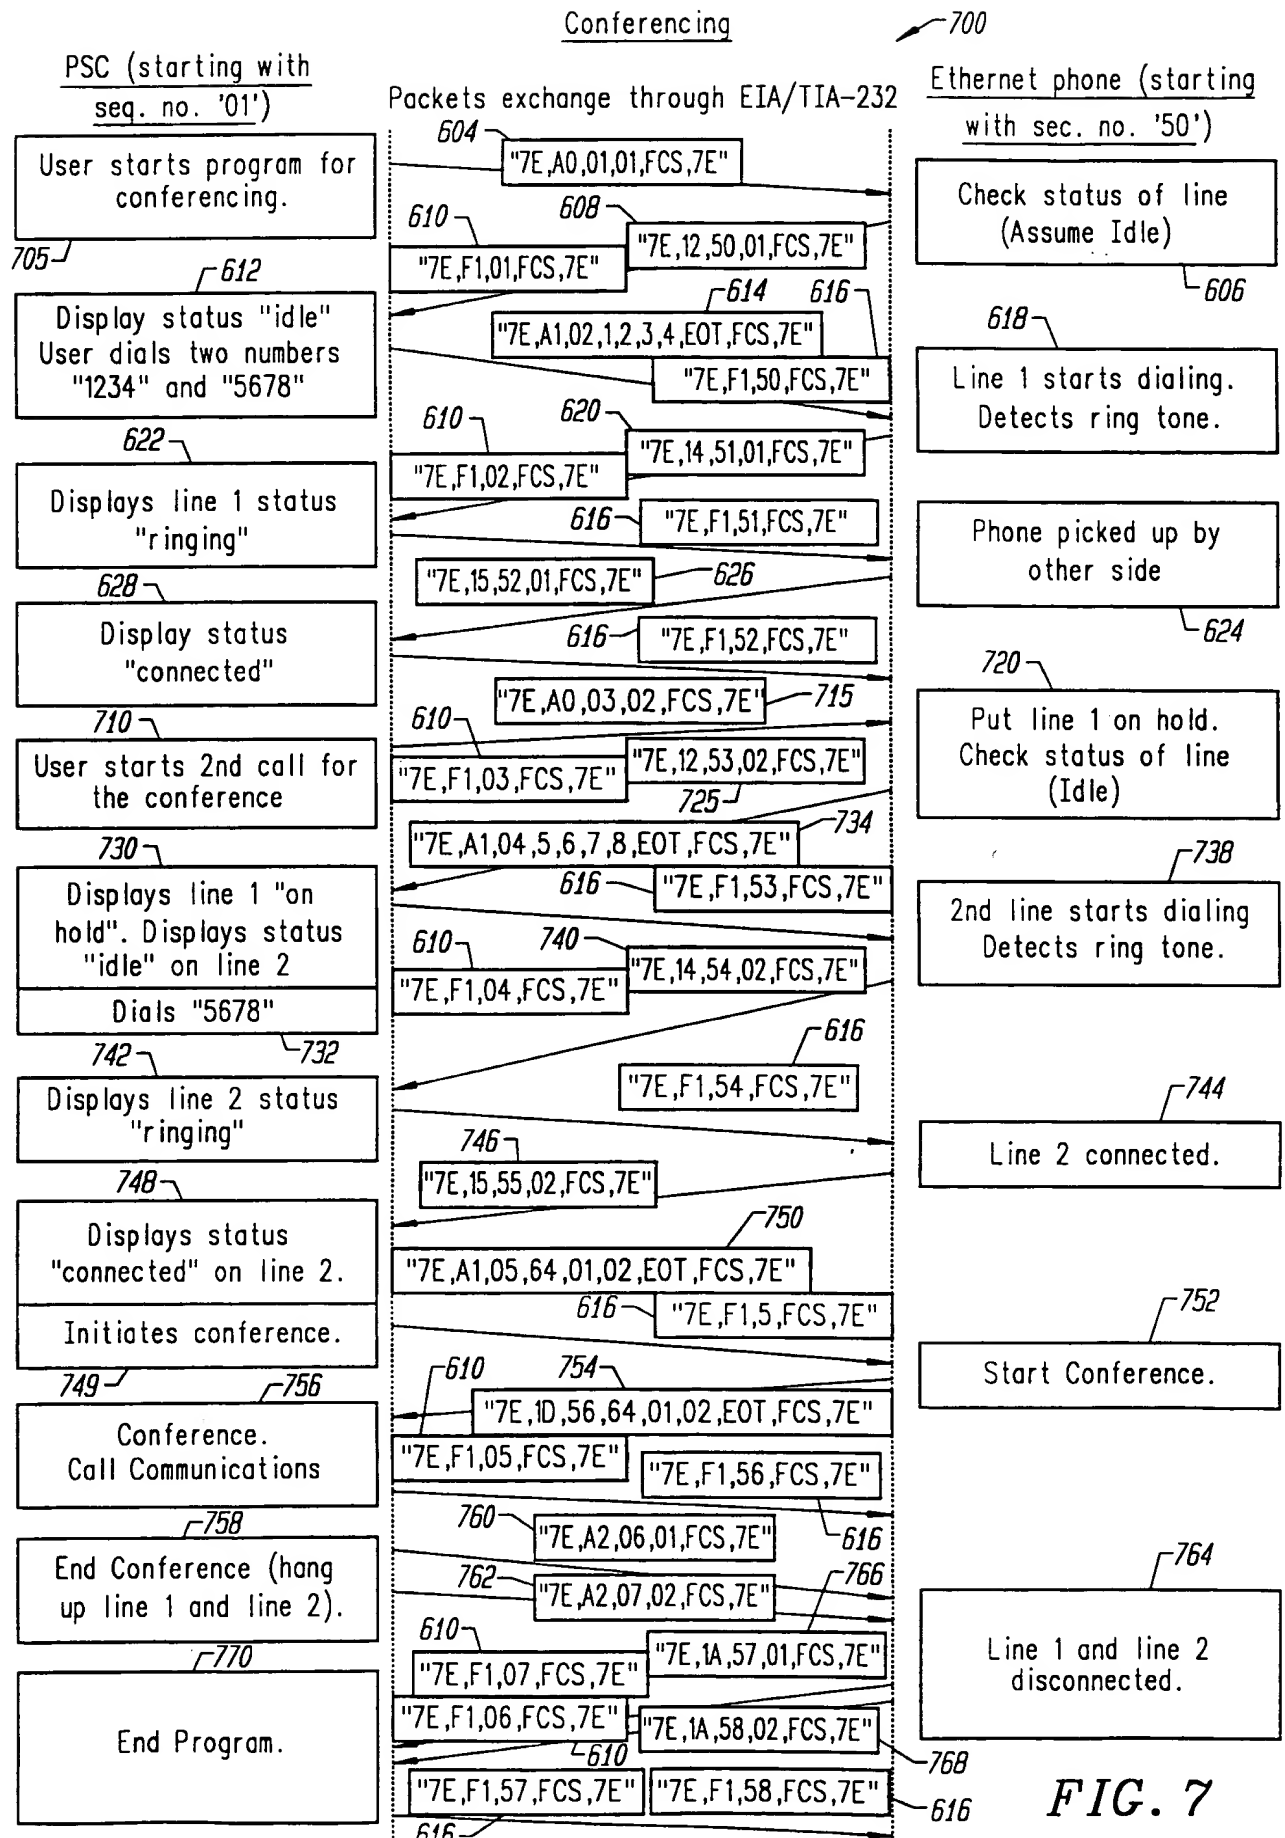 Conferencing
700
PSC (starting with
seq. no. '01')
Packets exchange through EIA/TIA-232
Ethernet phone (starting
with sec. no. '50')
604
"7E,A0,01,01,FCS,7E"
User starts program for
conferencing.
705
Check status of line
(Assume Idle)
606
610
608
"7E,12,50,01,FCS,7E"
"7E,F1,01,FCS,7E"
612
Display status "idle"
User dials two numbers
"1234" and "5678"
614
616
"7E,A1,02,1,2,3,4,EOT,FCS,7E"
"7E,F1,50,FCS,7E"
618
Line 1 starts dialing.
Detects ring tone.
610
620
"7E,14,51,01,FCS,7E"
"7E,F1,02,FCS,7E"
622
Displays line 1 status
"ringing"
616
"7E,F1,51,FCS,7E"
Phone picked up by
other side
624
"7E,15,52,01,FCS,7E"
626
628
Display status
"connected"
616
"7E,F1,52,FCS,7E"
"7E,A0,03,02,FCS,7E"
715
720
Put line 1 on hold.
Check status of line
(Idle)
710
User starts 2nd call for
the conference
610
"7E,12,53,02,FCS,7E"
"7E,F1,03,FCS,7E"
725
"7E,A1,04,5,6,7,8,EOT,FCS,7E"
734
616
"7E,F1,53,FCS,7E"
730
Displays line 1 "on
hold". Displays status
"idle" on line 2
Dials "5678"
732
738
2nd line starts dialing
Detects ring tone.
610
740
"7E,14,54,02,FCS,7E"
"7E,F1,04,FCS,7E"
742
Displays line 2 status
"ringing"
616
"7E,F1,54,FCS,7E"
744
Line 2 connected.
746
"7E,15,55,02,FCS,7E"
748
Displays status
"connected" on line 2.
Initiates conference.
749
750
"7E,A1,05,64,01,02,EOT,FCS,7E"
616
"7E,F1,5,FCS,7E"
752
Start Conference.
610
754
"7E,1D,56,64,01,02,EOT,FCS,7E"
"7E,F1,05,FCS,7E"
"7E,F1,56,FCS,7E"
616
756
Conference.
Call Communications
758
End Conference (hang
up line 1 and line 2).
760
"7E,A2,06,01,FCS,7E"
762
"7E,A2,07,02,FCS,7E"
766
764
Line 1 and line 2
disconnected.
610
"7E,1A,57,01,FCS,7E"
"7E,F1,07,FCS,7E"
770
End Program.
"7E,F1,06,FCS,7E"
610
"7E,1A,58,02,FCS,7E"
768
"7E,F1,57,FCS,7E"
"7E,F1,58,FCS,7E"
616
616
FIG. 7